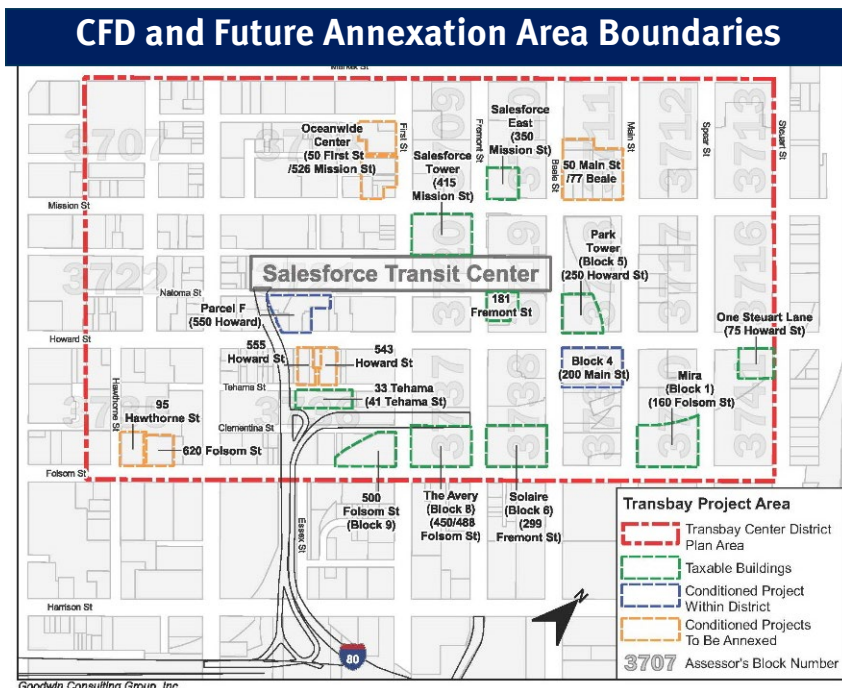 CFD and Future Annexation Area Boundaries
Market St
Oceanwide
Center
(50 First St
/526 Mission St)
First St
Salesforce
Tower
(415
Mission St)
Fremont St
Salesforce
East
(350
Mission St)
Beale St
50 Main St
/77 Beale
Main St
Spear St
Steuart St
3707
3712
3713
Mission St
Park
Tower
(Block 5)
(250 Howard St)
3722
3717
3716
Salesforce Transit Center
Natoma St
Parcel F
(550 Howard)
181
Fremont St
One Steuart Lane
(75 Howard St)
Howard St
555
Howard St
543
Howard St
Block 4
(200 Main St)
Mira
(Block 1)
(160 Folsom St)
Tehama St
33 Tehama
(41 Tehama St)
3737
3738
Hawthorne St
95
Hawthorne St
Clementina St
620 Folsom St
Folsom St
500
Folsom St
(Block 9)
The Avery
(Block 8)
(450/488
Folsom St)
Solaire
(Block 6)
(299
Fremont St)
Essex St
Harrison St
80
N
Transbay Project Area
Transbay Center District
Plan Area
Taxable Buildings
Conditioned Project
Within District
Conditioned Projects
To Be Annexed
3707 Assessor's Block Number
Goodwin Consulting Group, Inc.